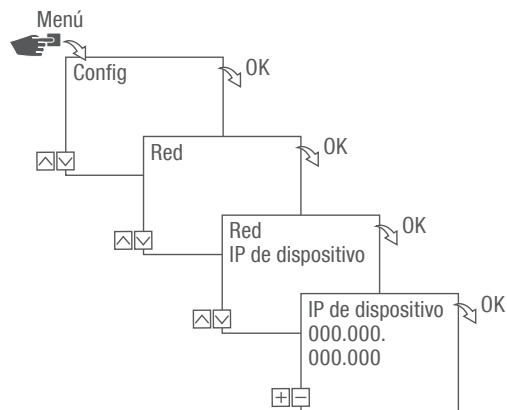 Menú
Config
OK
Red
OK
Red
IP de dispositivo
OK
IP de dispositivo
000.000.
000.000
OK